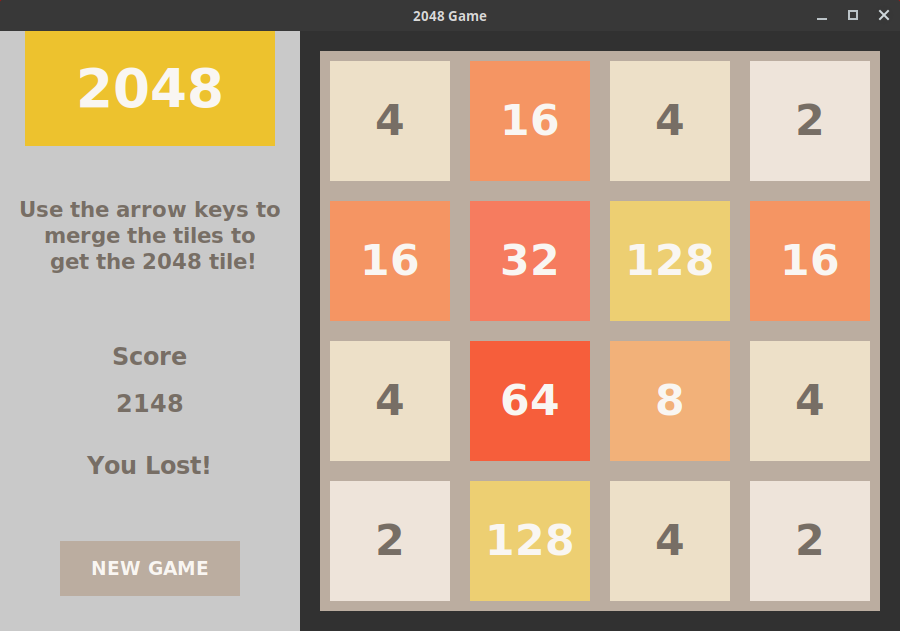 2048 Game
2048
Use the arrow keys to
merge the tiles to
get the 2048 tile!
Score
2148
You Lost!
NEW GAME
4 16 4 2
16 32 128 16
4 64 8 4
2 128 4 2